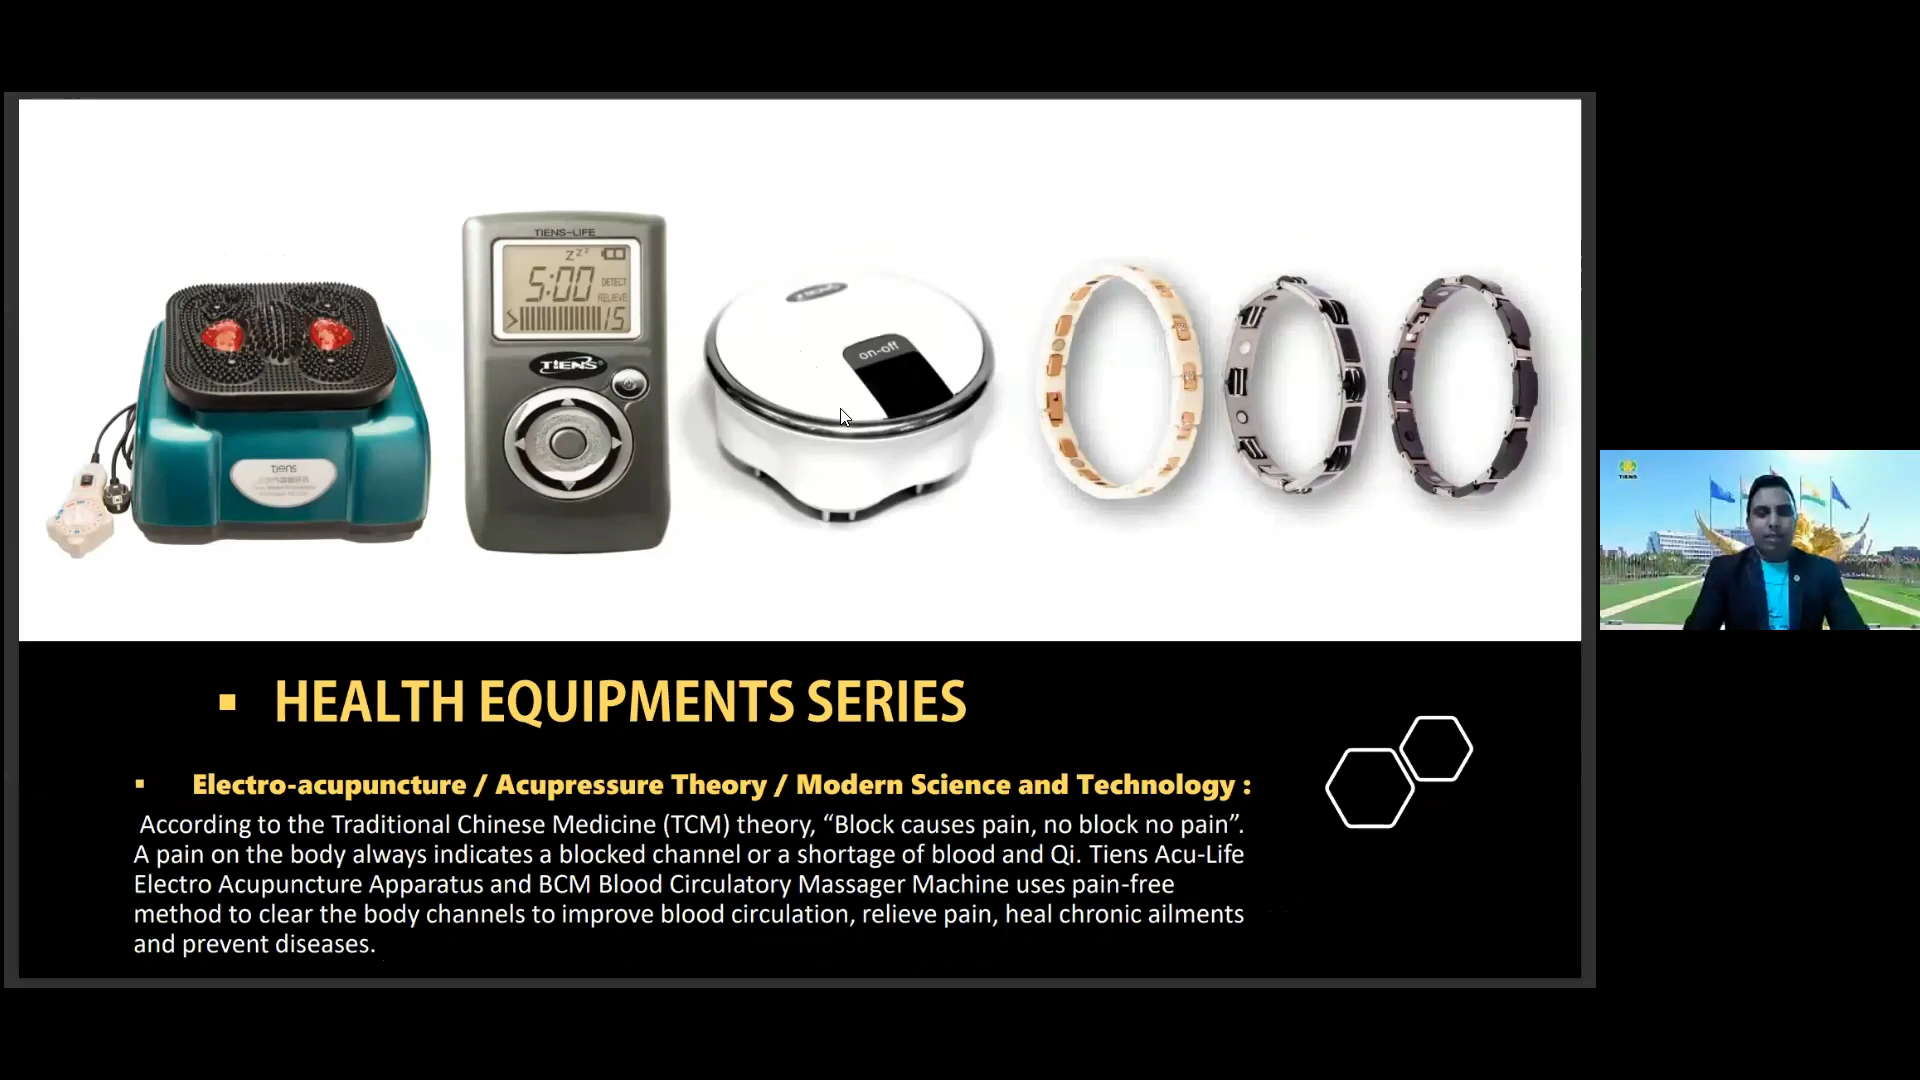 TIENS-LIFE
zzz
5:00
DETECT
RELIEVE
15
TIENS
TIENS
on-off
tiens
TIENS
▪ HEALTH EQUIPMENTS SERIES
▪ Electro-acupuncture / Acupressure Theory / Modern Science and Technology :
According to the Traditional Chinese Medicine (TCM) theory, “Block causes pain, no block no pain”.
A pain on the body always indicates a blocked channel or a shortage of blood and Qi. Tiens Acu-Life
Electro Acupuncture Apparatus and BCM Blood Circulatory Massager Machine uses pain-free
method to clear the body channels to improve blood circulation, relieve pain, heal chronic ailments
and prevent diseases.